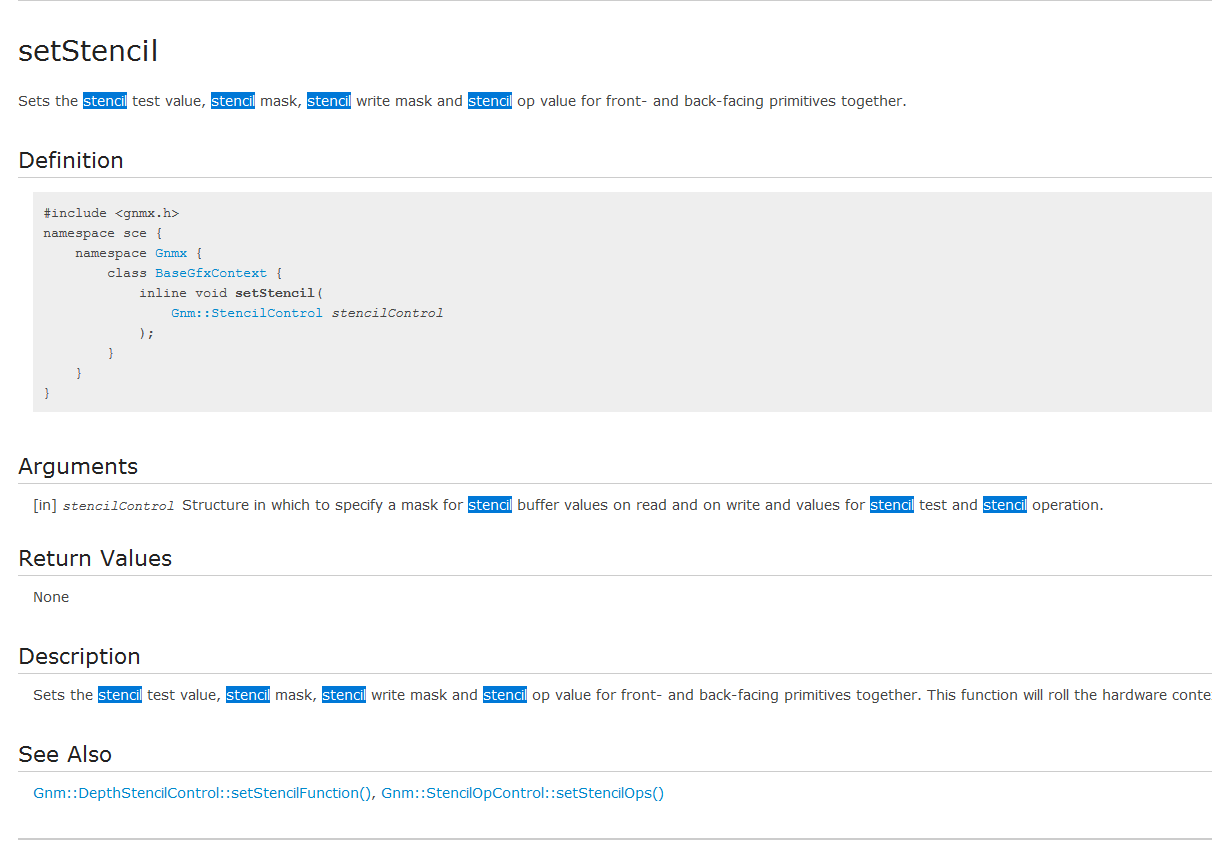 setStencil
Sets the stencil test value, stencil mask, stencil write mask and stencil op value for front- and back-facing primitives together.
Definition
#include <gnmx.h>
namespace sce {
    namespace Gnmx {
        class BaseGfxContext {
            inline void setStencil(
                Gnm::StencilControl stencilControl
            );
        }
    }
}
Arguments
[in] stencilControl Structure in which to specify a mask for stencil buffer values on read and on write and values for stencil test and stencil operation.
Return Values
None
Description
Sets the stencil test value, stencil mask, stencil write mask and stencil op value for front- and back-facing primitives together. This function will roll the hardware conte
See Also
Gnm::DepthStencilControl::setStencilFunction(), Gnm::StencilOpControl::setStencilOps()